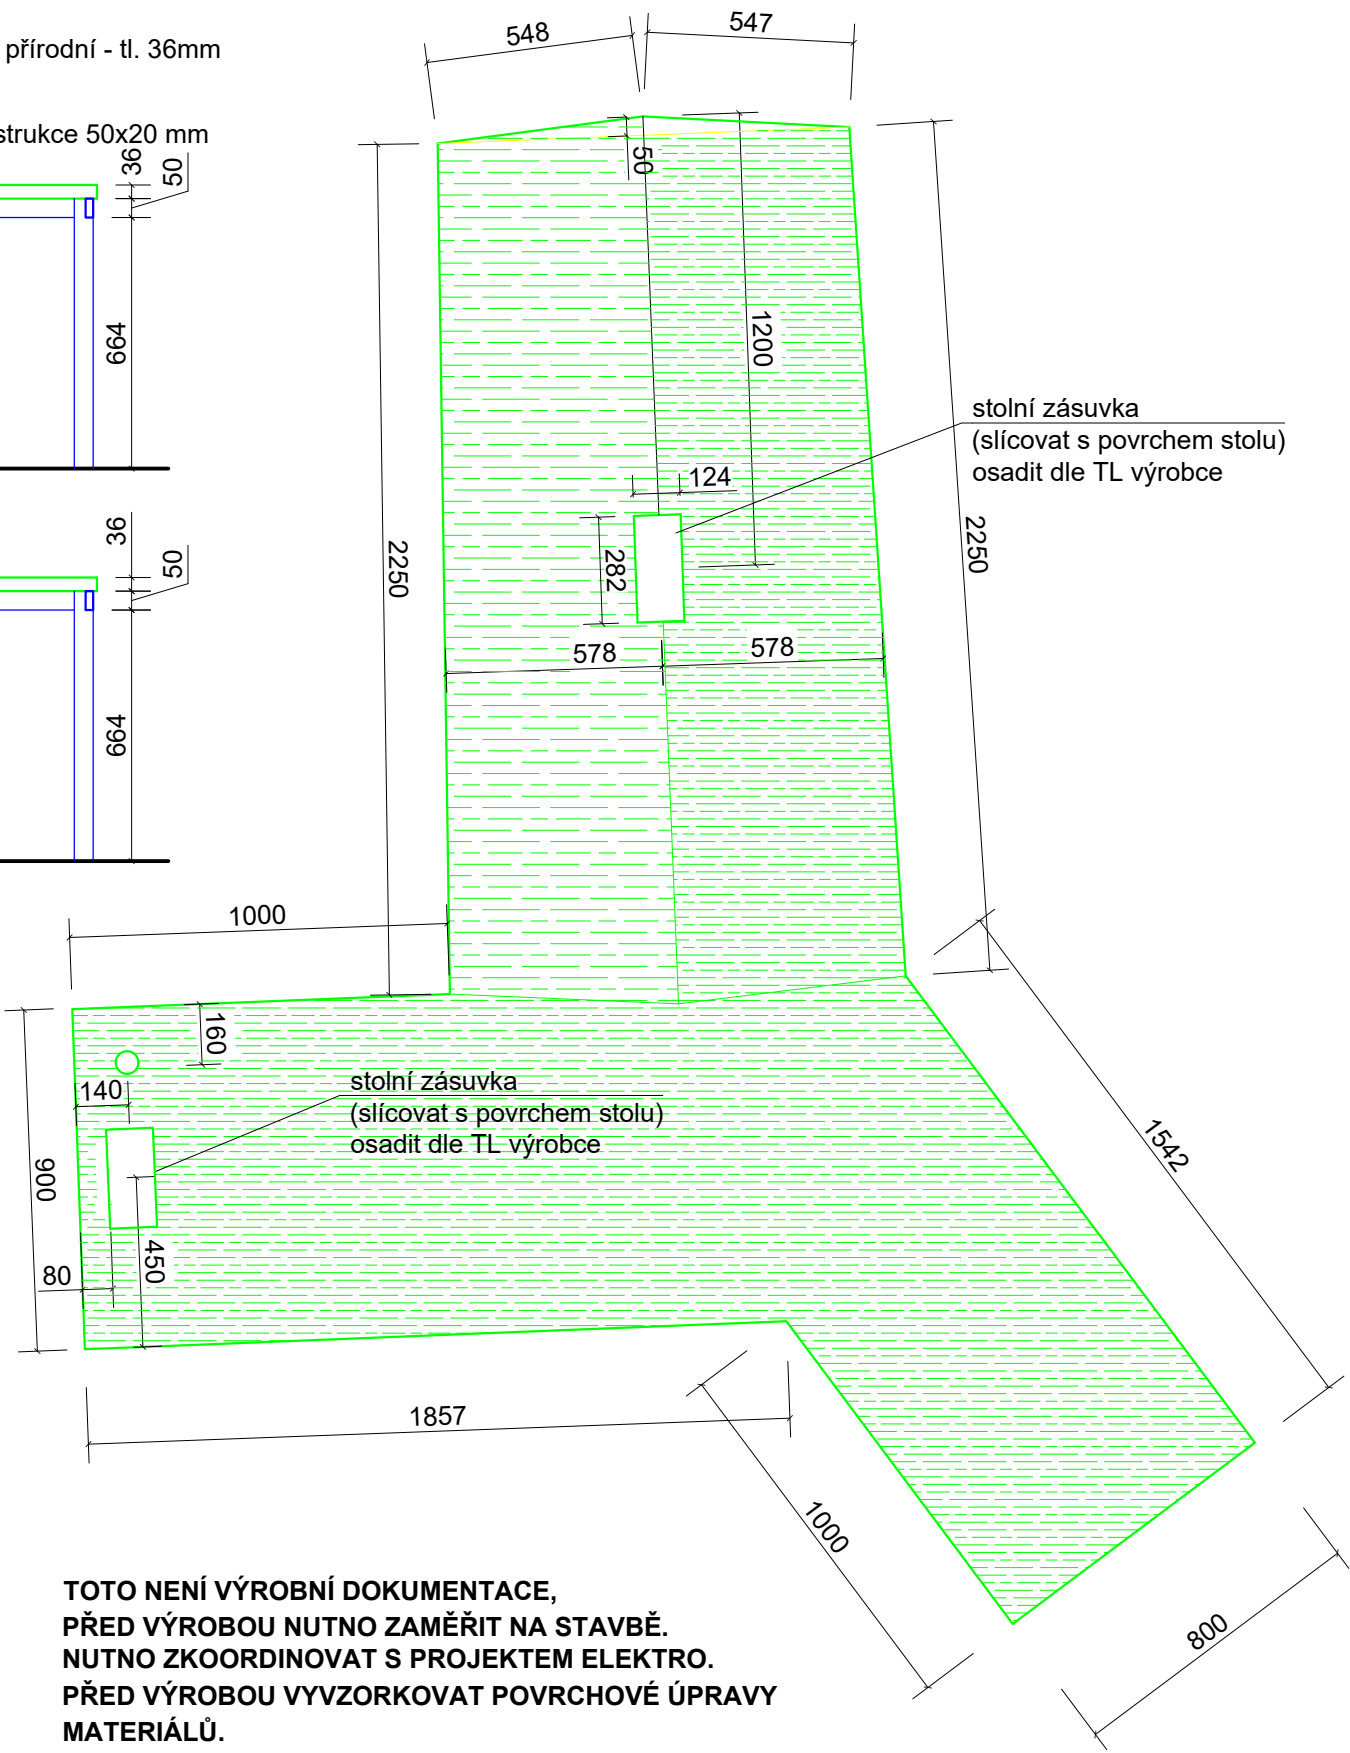 přírodní - tl. 36mm
strukce 50x20 mm
548
547
36
50
50
664
1200
stolní zásuvka
(slícovat s povrchem stolu)
osadit dle TL výrobce
124
282
2250
2250
36
50
578
578
664
1000
160
140
stolní zásuvka
(slícovat s povrchem stolu)
osadit dle TL výrobce
900
450
80
1542
1857
1000
800
TOTO NENÍ VÝROBNÍ DOKUMENTACE,
PŘED VÝROBOU NUTNO ZAMĚŘIT NA STAVBĚ.
NUTNO ZKOORDINOVAT S PROJEKTEM ELEKTRO.
PŘED VÝROBOU VYVZORKOVAT POVRCHOVÉ ÚPRAVY
MATERIÁLŮ.